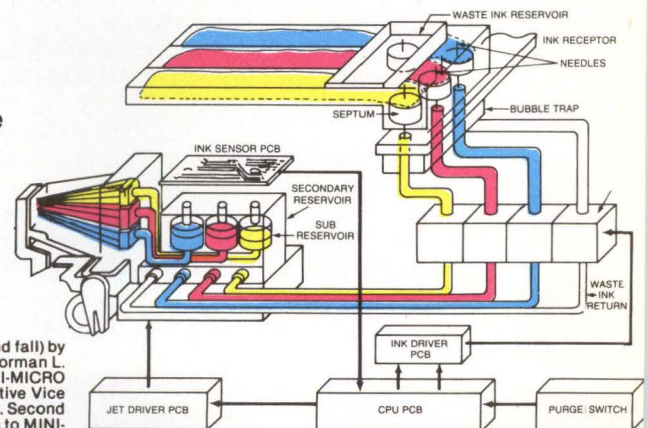 WASTE INK RESERVOIR
INK RECEPTOR
NEEDLES
SEPTUM
BUBBLE TRAP
INK SENSOR PCB
SECONDARY
RESERVOIR
SUB
RESERVOIR
WASTE
INK
RETURN
INK DRIVER
PCB
JET DRIVER PCB
CPU PCB
PURGE SWITCH
e
d fall) by
orman L.
I-MICRO
tive Vice
. Second
s to MINI-